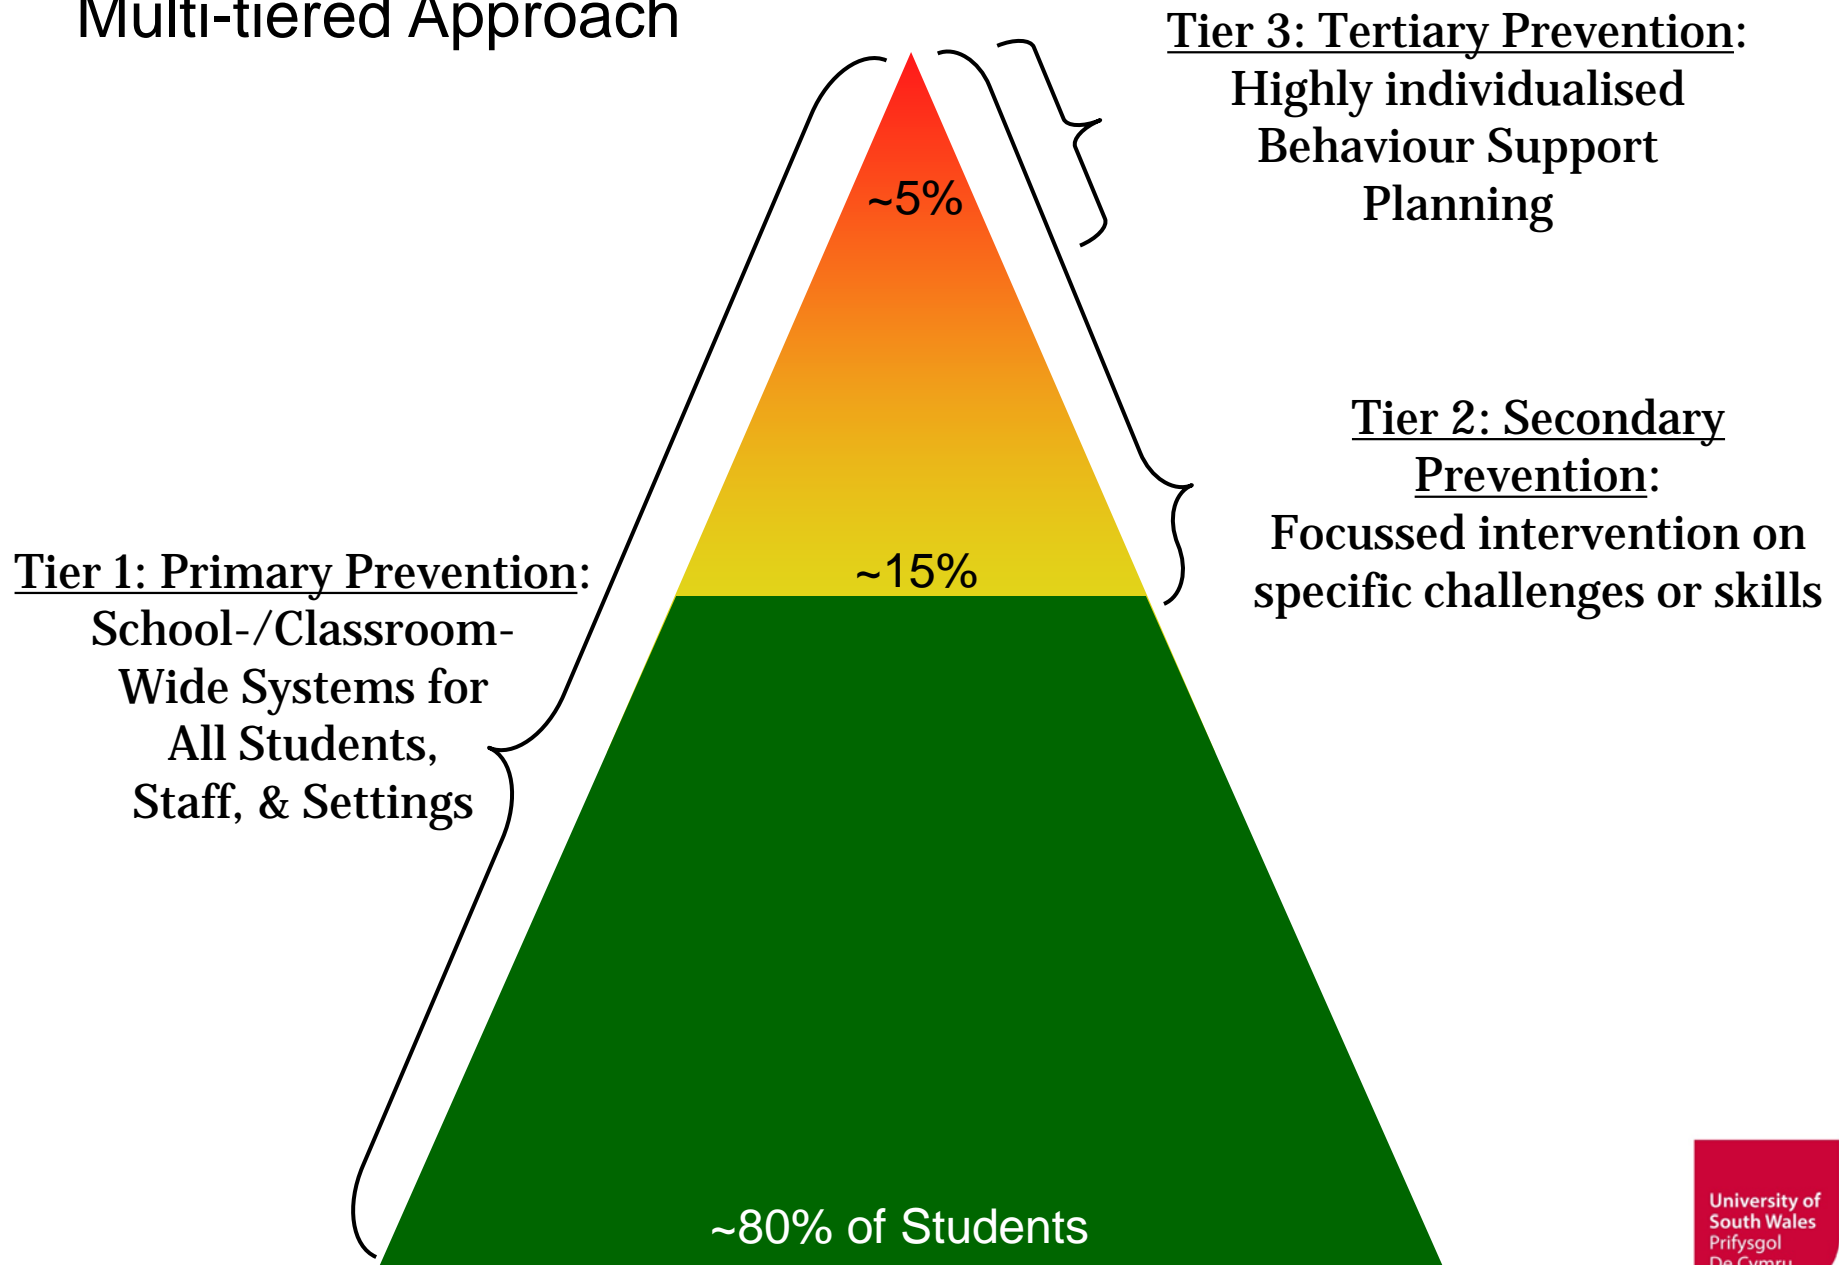 Multi-tiered Approach
Tier 3: Tertiary Prevention:
Highly individualised
Behaviour Support
Planning
~5%
Tier 2: Secondary
Prevention:
Focussed intervention on
specific challenges or skills
~15%
Tier 1: Primary Prevention:
School-/Classroom-
Wide Systems for
All Students,
Staff, & Settings
~80% of Students
University of
South Wales
Prifysgol
De Cymru